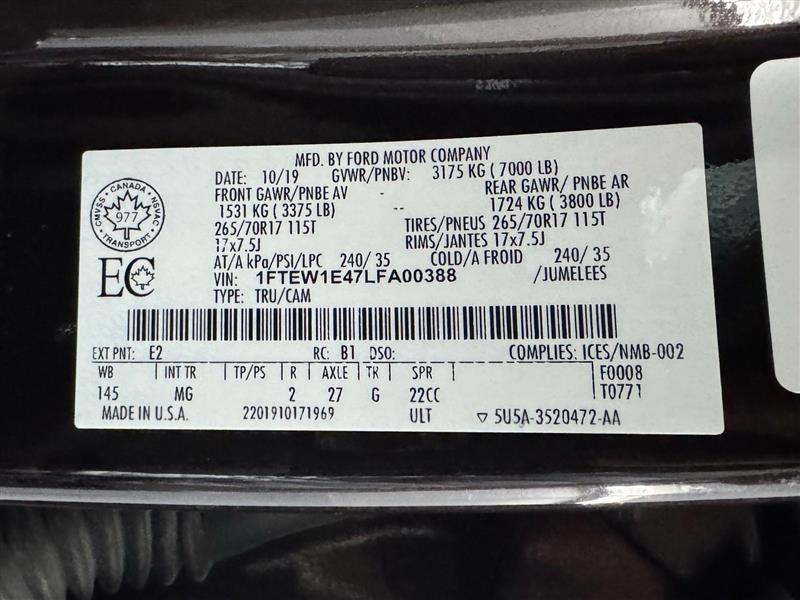 MFD. BY FORD MOTOR COMPANY
DATE: 10/19 GVWR/PNBV: 3175 KG ( 7000 LB)
FRONT GAWR/PNBE AV - REAR GAWR/ PNBE AR
1531 KG ( 3375 LB) -- 1724 KG ( 3800 LB)
265/70R17 115T TIRES/PNEUS 265/70R17 115T
17x7.5J RIMS/JANTES 17x7.5J
AT/A kPa/PSI/LPC 240/ 35 COLD/A FROID 240/ 35
VIN: 1FTEW1E47LFA00388 /JUMELEES
TYPE: TRU/CAM
CANADA
CMVSS NSVAC
977
TRANSPORT
EC
EXT PNT: E2 RC: B1 DSO: COMPLIES: ICES/NMB-002
WB INT TR TP/PS R AXLE TR SPR F0008
145 MG 2 27 G 22CC T0771
MADE IN U.S.A. 2201910171969 ULT ▽ 5U5A-3520472-AA